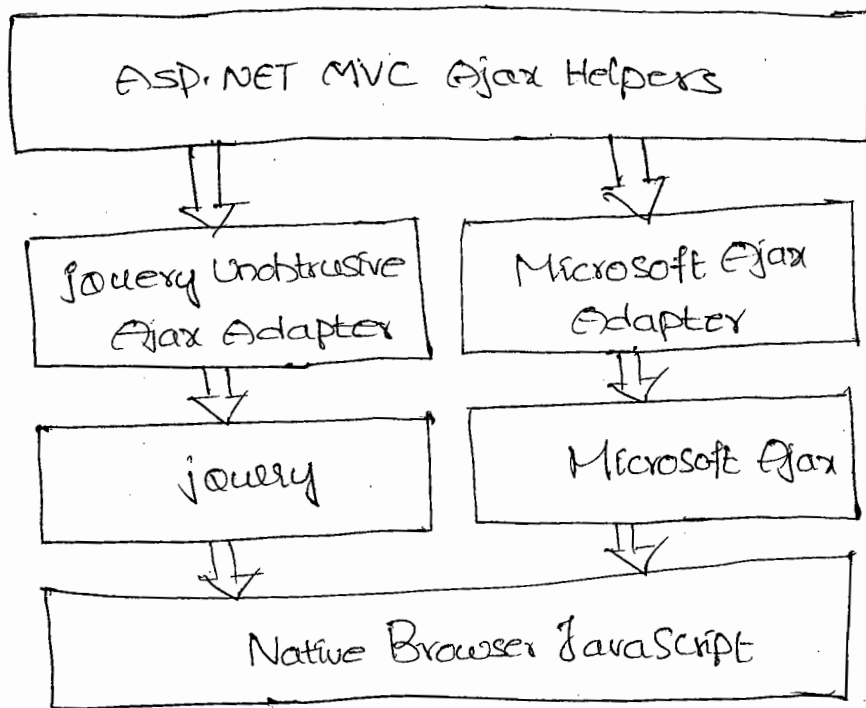 Asp.NET MVC Ajax Helpers
jQuery Unobtrusive
Ajax Adapter
Microsoft Ajax
Adapter
jQuery
Microsoft Ajax
Native Browser JavaScript